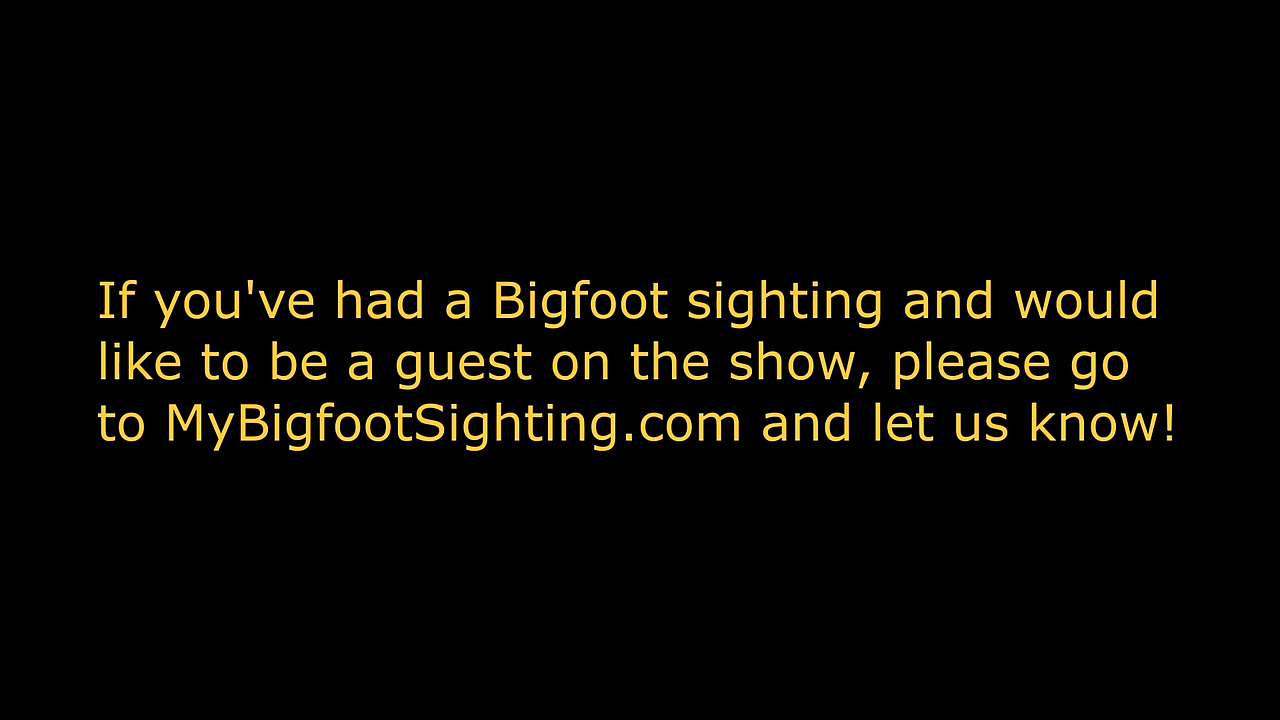 If you've had a Bigfoot sighting and would
like to be a guest on the show, please go
to MyBigfootSighting.com and let us know!